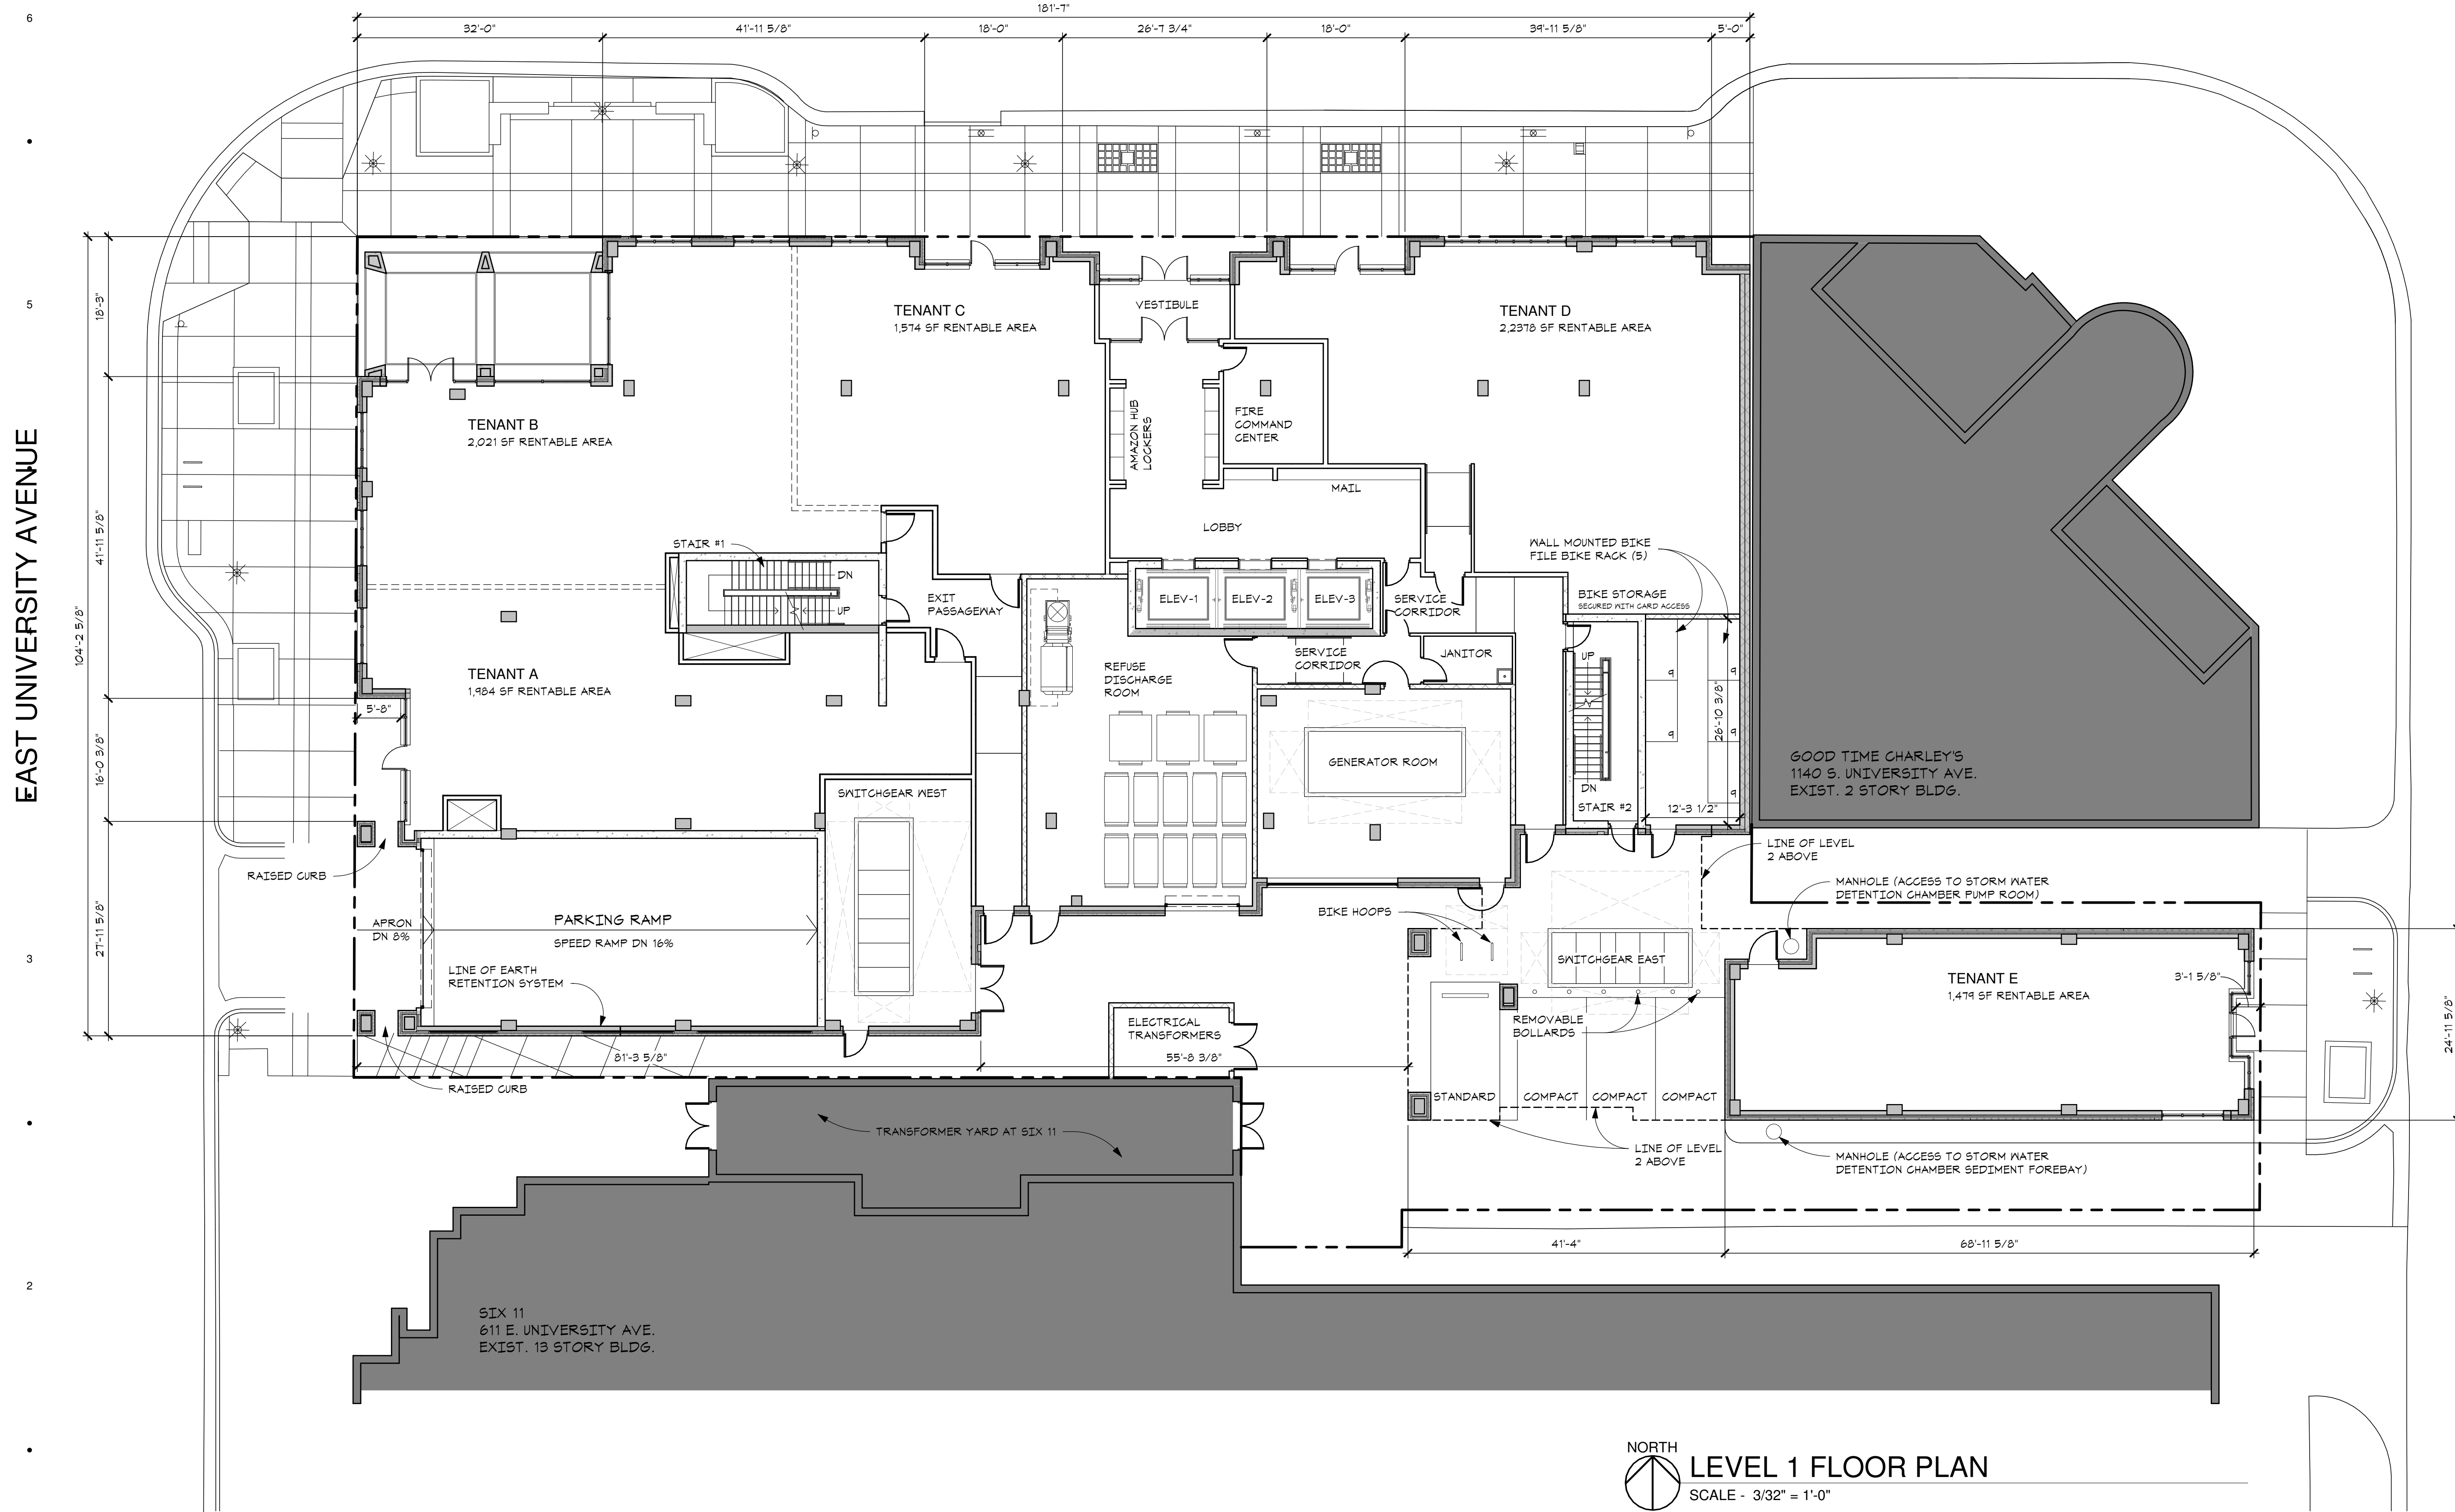 6
181'-7"
32'-0"
41'-11 5/8"
18'-0"
26'-7 3/4"
18'-0"
39'-11 5/8"
5'-0"
5
18'-3"
VESTIBULE
TENANT C
1,574 SF RENTABLE AREA
TENANT D
2,2378 SF RENTABLE AREA
TENANT B
2,021 SF RENTABLE AREA
AMAZON HUB
LOCKERS
FIRE
COMMAND
CENTER
EAST UNIVERSITY AVENUE
MAIL
LOBBY
41'-11 5/8"
104'-2 5/8"
STAIR #1
DN
UP
EXIT
PASSAGEWAY
ELEV-1
ELEV-2
ELEV-3
SERVICE
CORRIDOR
WALL MOUNTED BIKE
FILE BIKE RACK (5)
BIKE STORAGE
SECURED WITH CARD ACCESS
TENANT A
1,984 SF RENTABLE AREA
REFUSE
DISCHARGE
ROOM
SERVICE
CORRIDOR
JANITOR
UP
26'-10 3/8"
5'-8"
16'-0 3/8"
GENERATOR ROOM
GOOD TIME CHARLEY'S
1140 S. UNIVERSITY AVE.
EXIST. 2 STORY BLDG.
SWITCHGEAR WEST
DN
STAIR #2
12'-3 1/2"
LINE OF LEVEL
2 ABOVE
RAISED CURB
MANHOLE (ACCESS TO STORM WATER
DETENTION CHAMBER PUMP ROOM)
27'-11 5/8"
APRON
DN 8%
PARKING RAMP
SPEED RAMP DN 16%
BIKE HOOPS
3
LINE OF EARTH
RETENTION SYSTEM
SWITCHGEAR EAST
TENANT E
1,479 SF RENTABLE AREA
3'-1 5/8"
24'-11 5/8"
ELECTRICAL
TRANSFORMERS
REMOVABLE
BOLLARDS
81'-3 5/8"
55'-8 3/8"
RAISED CURB
STANDARD
COMPACT
COMPACT
COMPACT
TRANSFORMER YARD AT SIX 11
LINE OF LEVEL
2 ABOVE
MANHOLE (ACCESS TO STORM WATER
DETENTION CHAMBER SEDIMENT FOREBAY)
41'-4"
68'-11 5/8"
2
SIX 11
611 E. UNIVERSITY AVE.
EXIST. 13 STORY BLDG.
NORTH
LEVEL 1 FLOOR PLAN
SCALE - 3/32" = 1'-0"